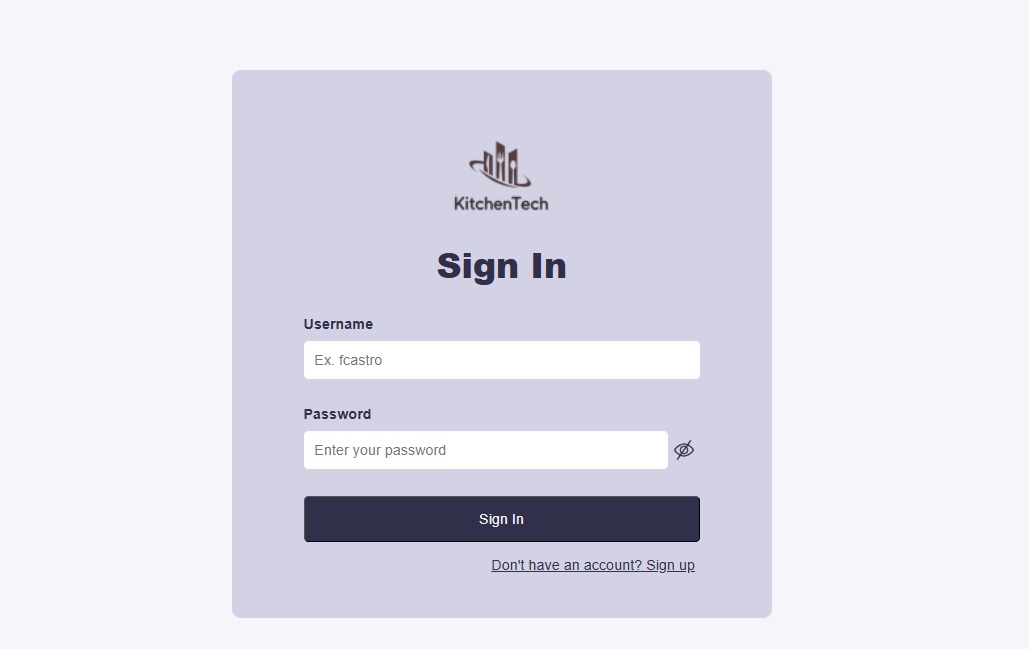 KitchenTech
Sign In
Username
Ex. fcastro
Password
Enter your password
Sign In
Don't have an account? Sign up